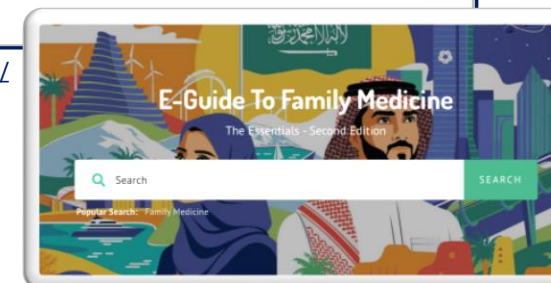 /
E-Guide To Family Medicine
The Essentials - Second Edition
Search
SEARCH
Popular Search: Family Medicine